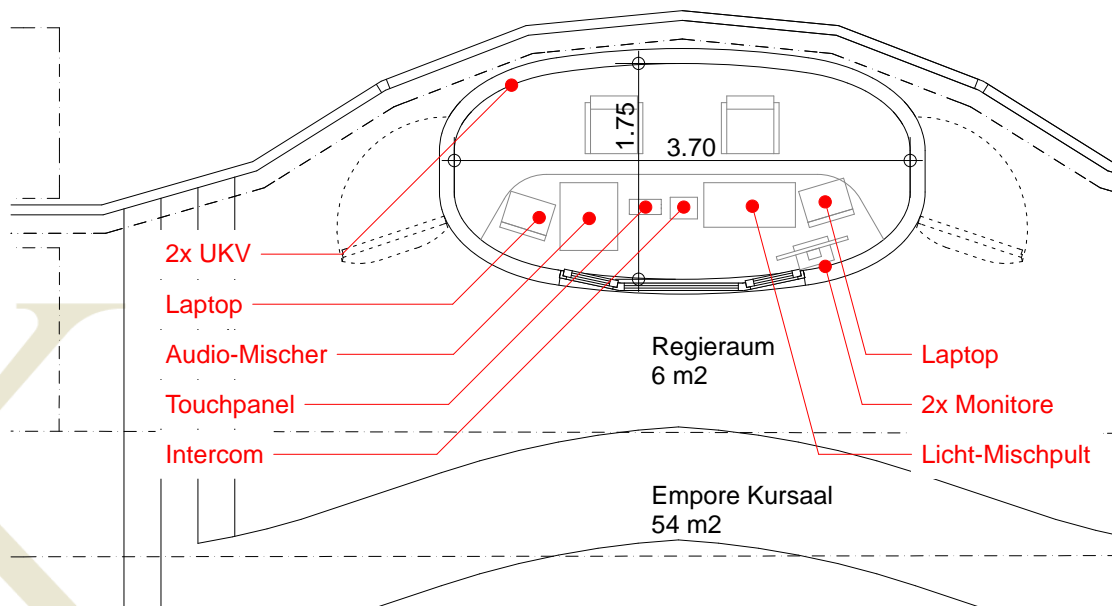 1.75
3.70
2x UKV
Laptop
Audio-Mischer
Touchpanel
Intercom
Regieraum
6 m2
Laptop
2x Monitore
Licht-Mischpult
Empore Kursaal
54 m2